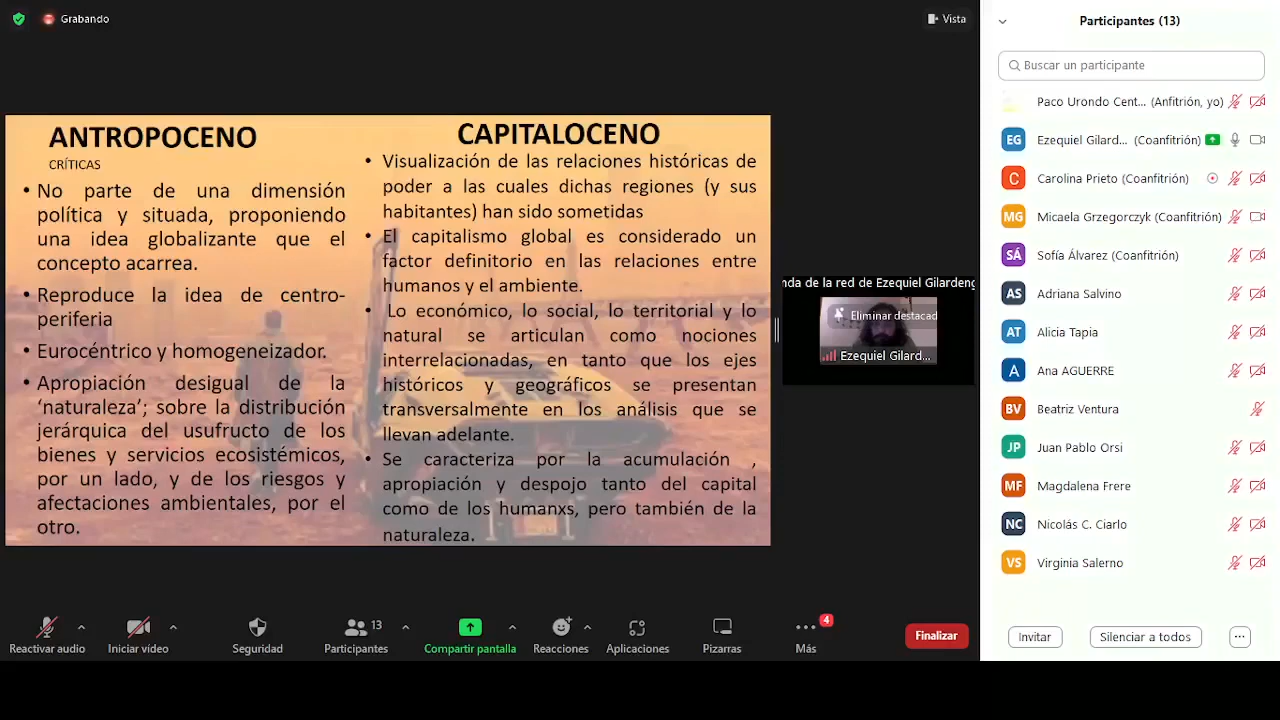 Grabando
Vista
ANTROPOCENO
CRÍTICAS
• No parte de una dimensión
política y situada, proponiendo
una idea globalizante que el
concepto acarrea.
• Reproduce la idea de centro-
periferia
• Eurocéntrico y homogeneizador.
• Apropiación desigual de la
‘naturaleza’; sobre la distribución
jerárquica del usufructo de los
bienes y servicios ecosistémicos,
por un lado, y de los riesgos y
afectaciones ambientales, por el
otro.
CAPITALOCENO
• Visualización de las relaciones históricas de
poder a las cuales dichas regiones (y sus
habitantes) han sido sometidas
• El capitalismo global es considerado un
factor definitorio en las relaciones entre
humanos y el ambiente.
• Lo económico, lo social, lo territorial y lo
natural se articulan como nociones
interrelacionadas, en tanto que los ejes
históricos y geográficos se presentan
transversalmente en los análisis que se
llevan adelante.
• Se caracteriza por la acumulación ,
apropiación y despojo tanto del capital
como de los humanxs, pero también de la
naturaleza.
nda de la red de Ezequiel Gilardeng
Eliminar destacad
Ezequiel Gilard...
Participantes (13)
Buscar un participante
Paco Urondo Cent... (Anfitrión, yo)
EG Ezequiel Gilard... (Coanfitrión)
C Carolina Prieto (Coanfitrión)
MG Micaela Grzegorczyk (Coanfitrión)
SÁ Sofía Álvarez (Coanfitrión)
AS Adriana Salvino
AT Alicia Tapia
A Ana AGUERRE
BV Beatriz Ventura
JP Juan Pablo Orsi
MF Magdalena Frere
NC Nicolás C. Ciarlo
VS Virginia Salerno
Invitar
Silenciar a todos
...
Reactivar audio
Iniciar vídeo
Seguridad
13
Participantes
Compartir pantalla
Reacciones
Aplicaciones
Pizarras
4
Más
Finalizar